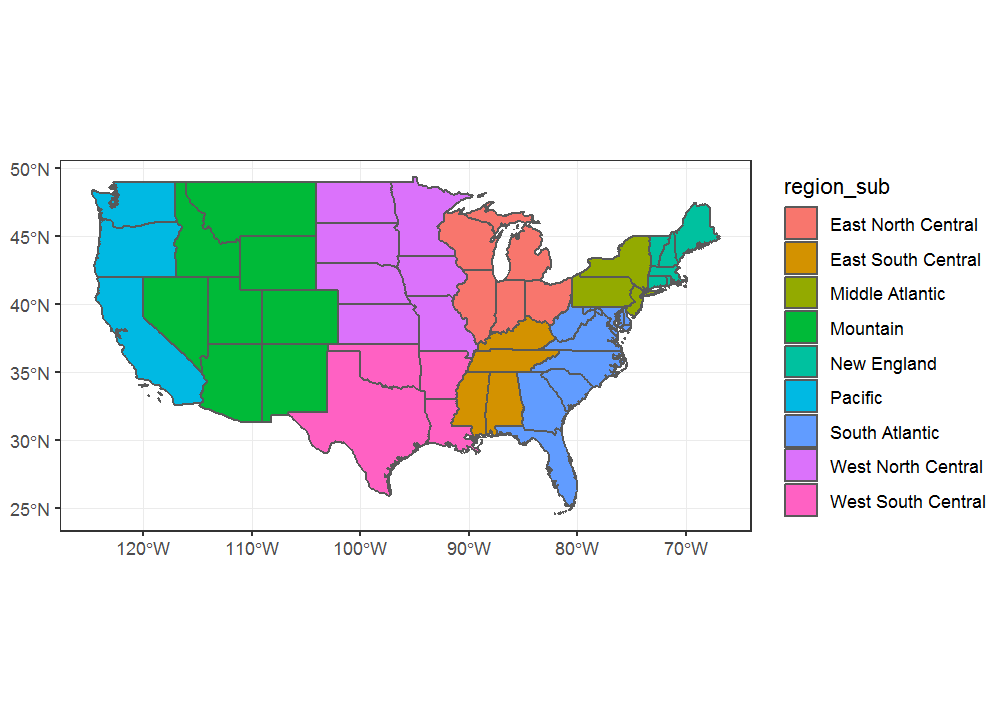 50°N
45°N
40°N
35°N
30°N
25°N
120°W
110°W
100°W
90°W
80°W
70°W
region_sub
East North Central
East South Central
Middle Atlantic
Mountain
New England
Pacific
South Atlantic
West North Central
West South Central